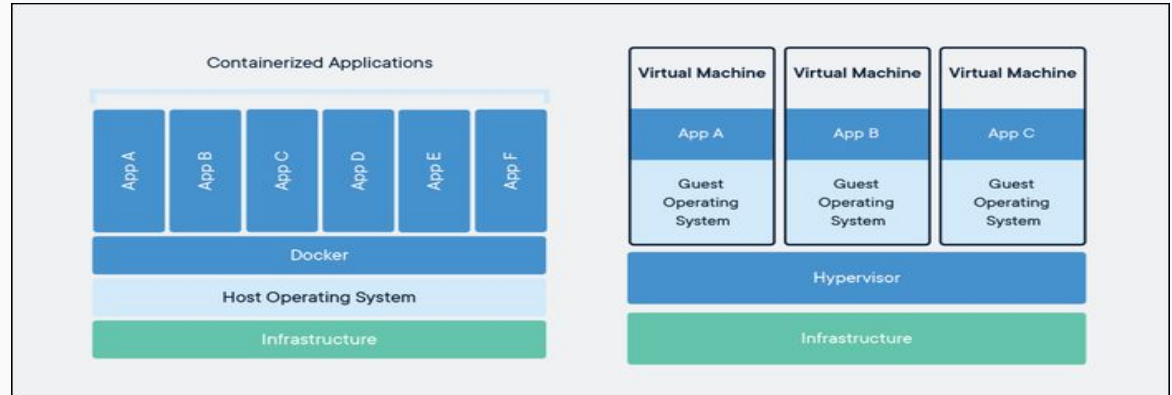 Containerized Applications
App A
App B
App C
App D
App E
App F
Docker
Host Operating System
Infrastructure
Virtual Machine
App A
Guest
Operating
System
Virtual Machine
App B
Guest
Operating
System
Virtual Machine
App C
Guest
Operating
System
Hypervisor
Infrastructure